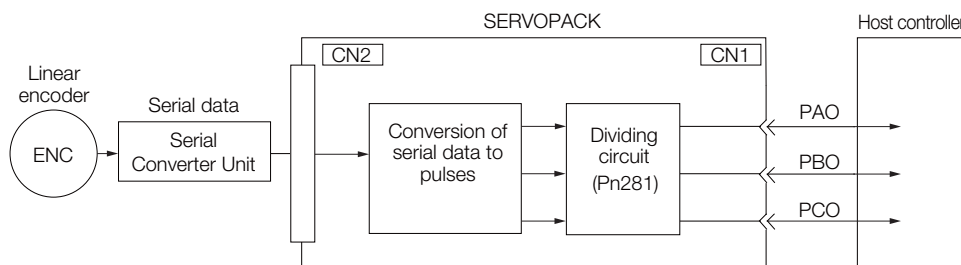 SERVOPACK
Host controller
CN2
CN1
Linear
encoder
Serial data
ENC
Serial
Converter Unit
Conversion of
serial data to
pulses
Dividing
circuit
(Pn281)
PAO
PBO
PCO